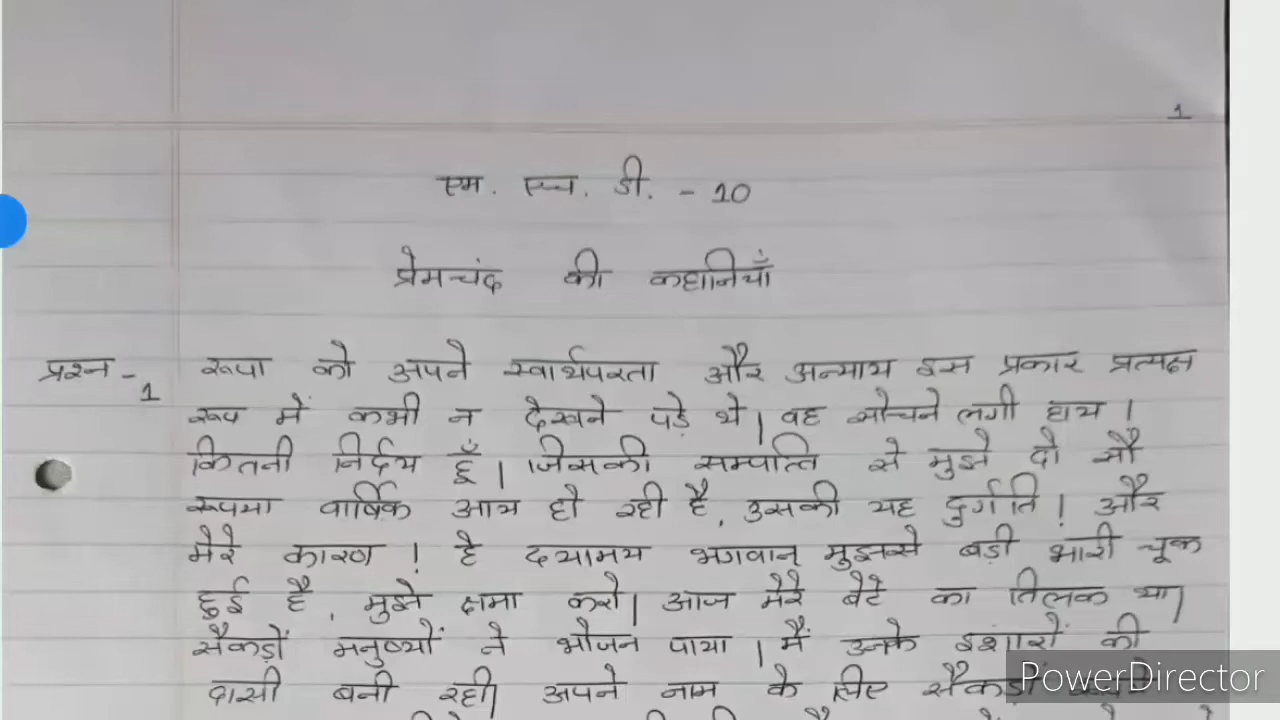 1
एम. एच. डी. - 10
प्रेमचंद की कहानियाँ
प्रश्न - 1 रूपा को अपने स्वार्थपरता और अन्याय इस प्रकार प्रत्यक्ष
रूप में कभी न देखने पड़े थे। वह सोचने लगी हाय।
कितनी निर्दय हूँ। जिसकी सम्पत्ति से मुझे दो सौ
रूपया वार्षिक आय हो रही है, उसकी यह दुर्गति! और
मेरे कारण! हे दयामय भगवान् मुझसे बड़ी भारी चूक
हुई है, मुझे क्षमा करो। आज मेरे बेटे का तिलक था।
सैकड़ों मनुष्यों ने भोजन पाया। मैं उनके इशारों की
दासी बनी रही। अपने नाम के लिए सैकड़ों
PowerDirector